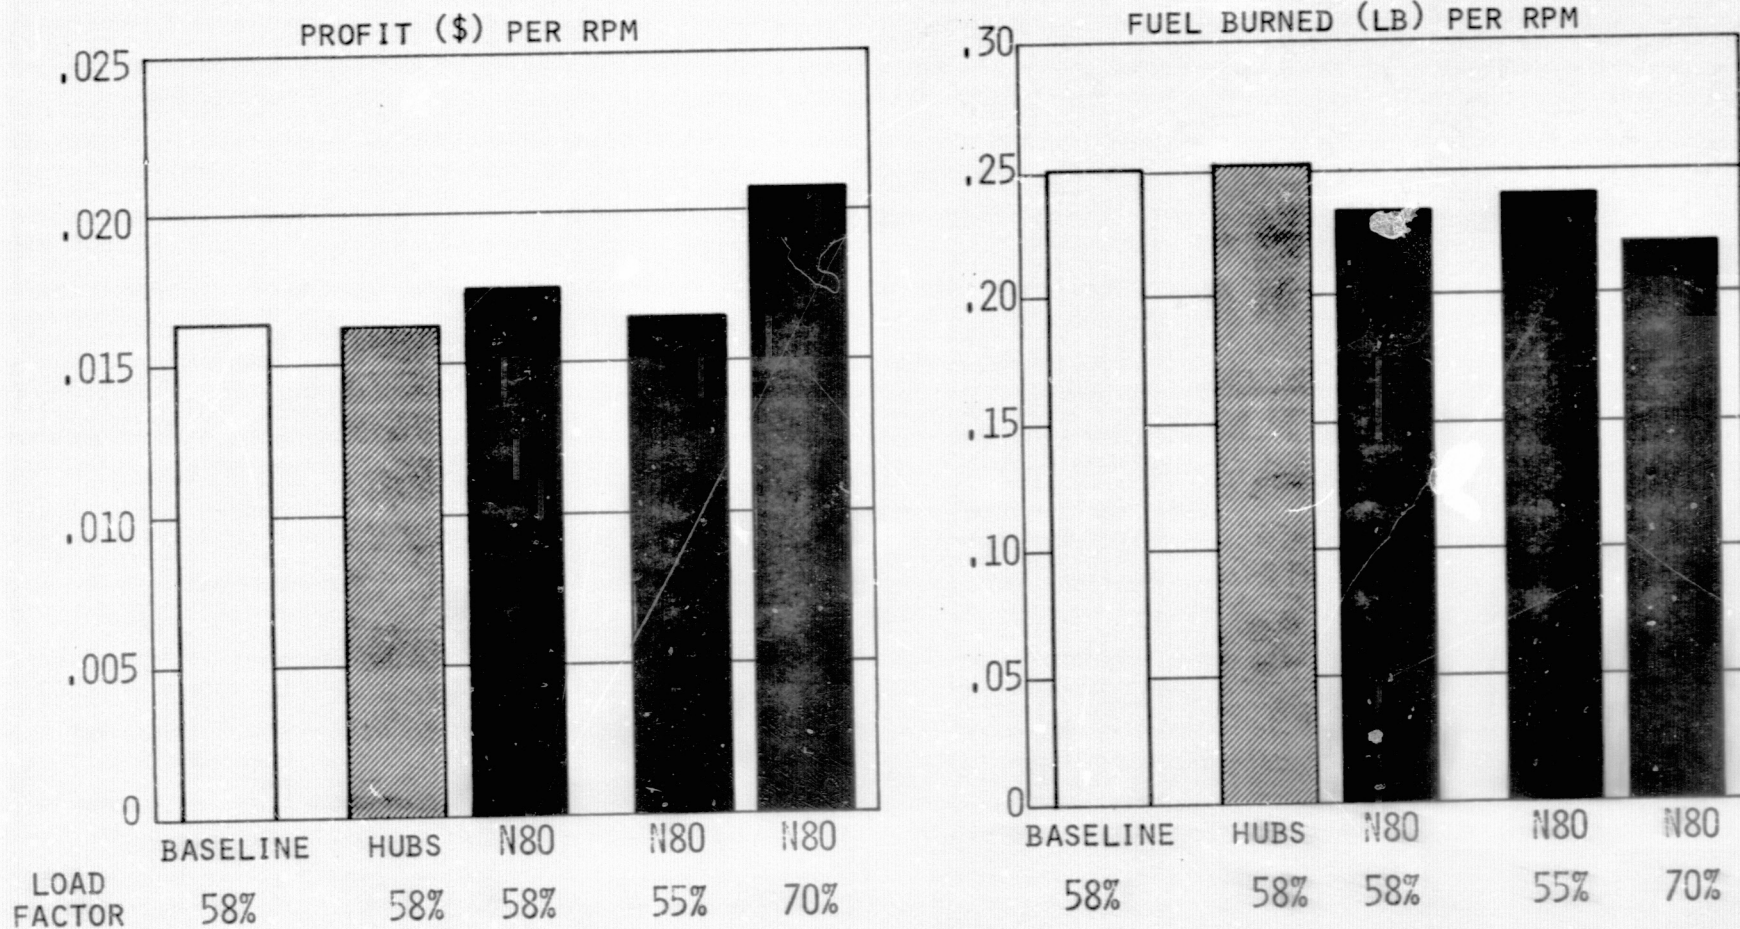 PROFIT ($) PER RPM
.025
.020
.015
.010
.005
0
BASELINE HUBS N80 N80 N80
LOAD FACTOR 58% 58% 58% 55% 70%
FUEL BURNED (LB) PER RPM
.30
.25
.20
.15
.10
.05
0
BASELINE HUBS N80 N80 N80
58% 58% 58% 55% 70%